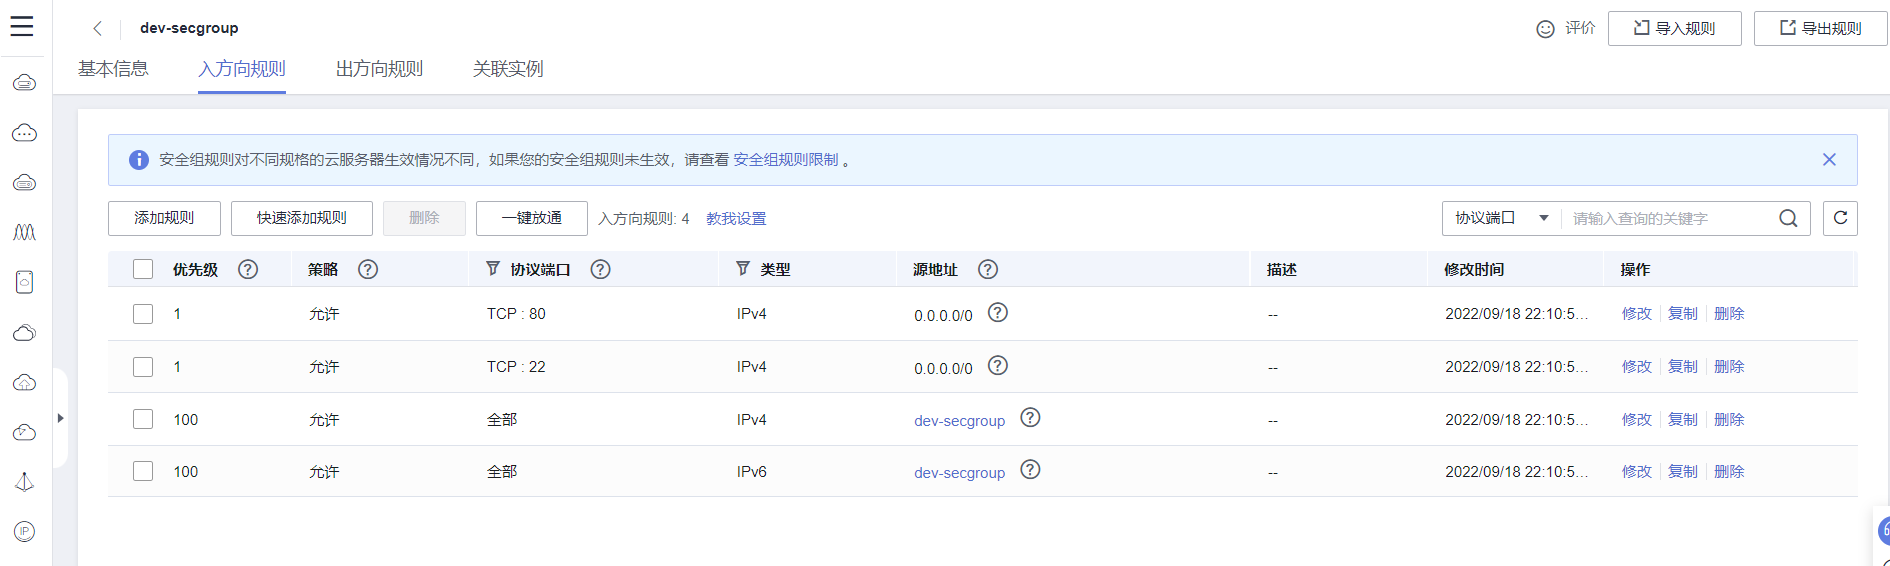 dev-secgroup
评价
导入规则
导出规则
基本信息 入方向规则 出方向规则 关联实例
安全组规则对不同规格的云服务器生效情况不同，如果您的安全组规则未生效，请查看 安全组规则限制 。
添加规则 快速添加规则 删除 一键放通 入方向规则: 4 教我设置 协议端口 请输入查询的关键字
优先级 策略 协议端口 类型 源地址 描述 修改时间 操作
1 允许 TCP : 80 IPv4 0.0.0.0/0 -- 2022/09/18 22:10:5... 修改 复制 删除
1 允许 TCP : 22 IPv4 0.0.0.0/0 -- 2022/09/18 22:10:5... 修改 复制 删除
100 允许 全部 IPv4 dev-secgroup -- 2022/09/18 22:10:5... 修改 复制 删除
100 允许 全部 IPv6 dev-secgroup -- 2022/09/18 22:10:5... 修改 复制 删除
IP